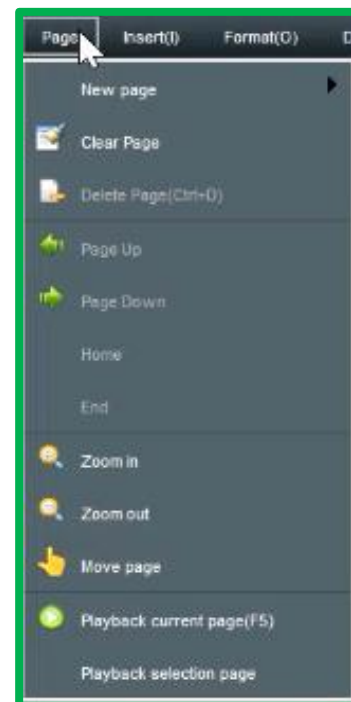 Page Insert(I) Format(O) D
New page
Clear Page
Delete Page(Ctrl+D)
Page Up
Page Down
Home
End
Zoom in
Zoom out
Move page
Playback current page(F5)
Playback selection page